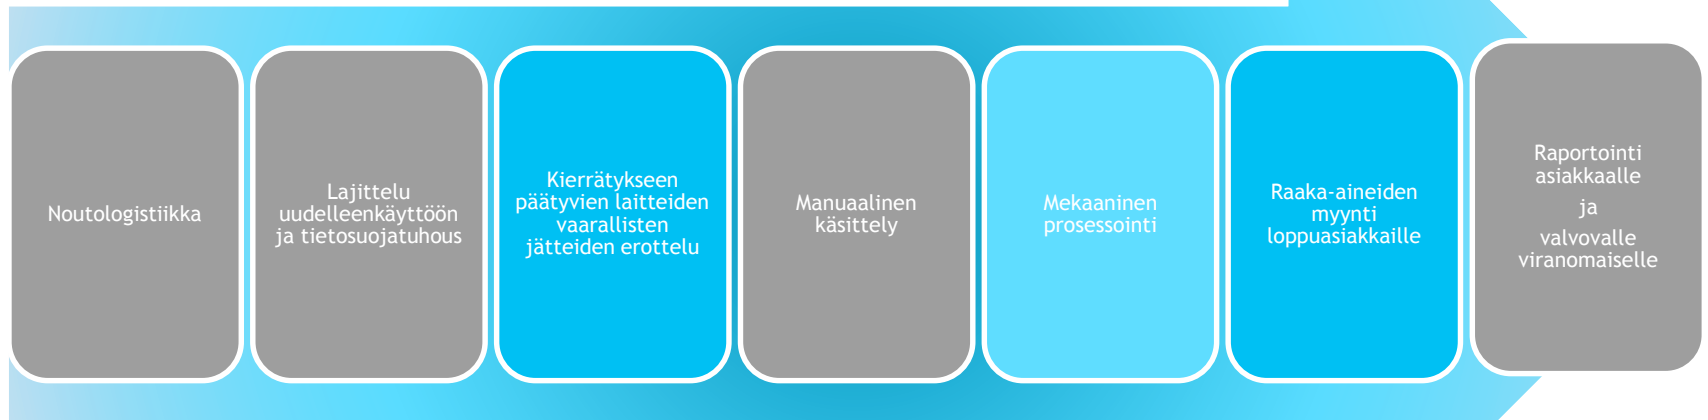 Noutologistiikka
Lajittelu
uudelleenkäyttöön
ja tietosuojatuhous
Kierrätykseen
päätyvien laitteiden
vaarallisten
jätteiden erottelu
Manuaalinen
käsittely
Mekaaninen
prosessointi
Raaka-aineiden
myynti
loppuasiakkaille
Raportointi
asiakkaalle
ja
valvovalle
viranomaiselle